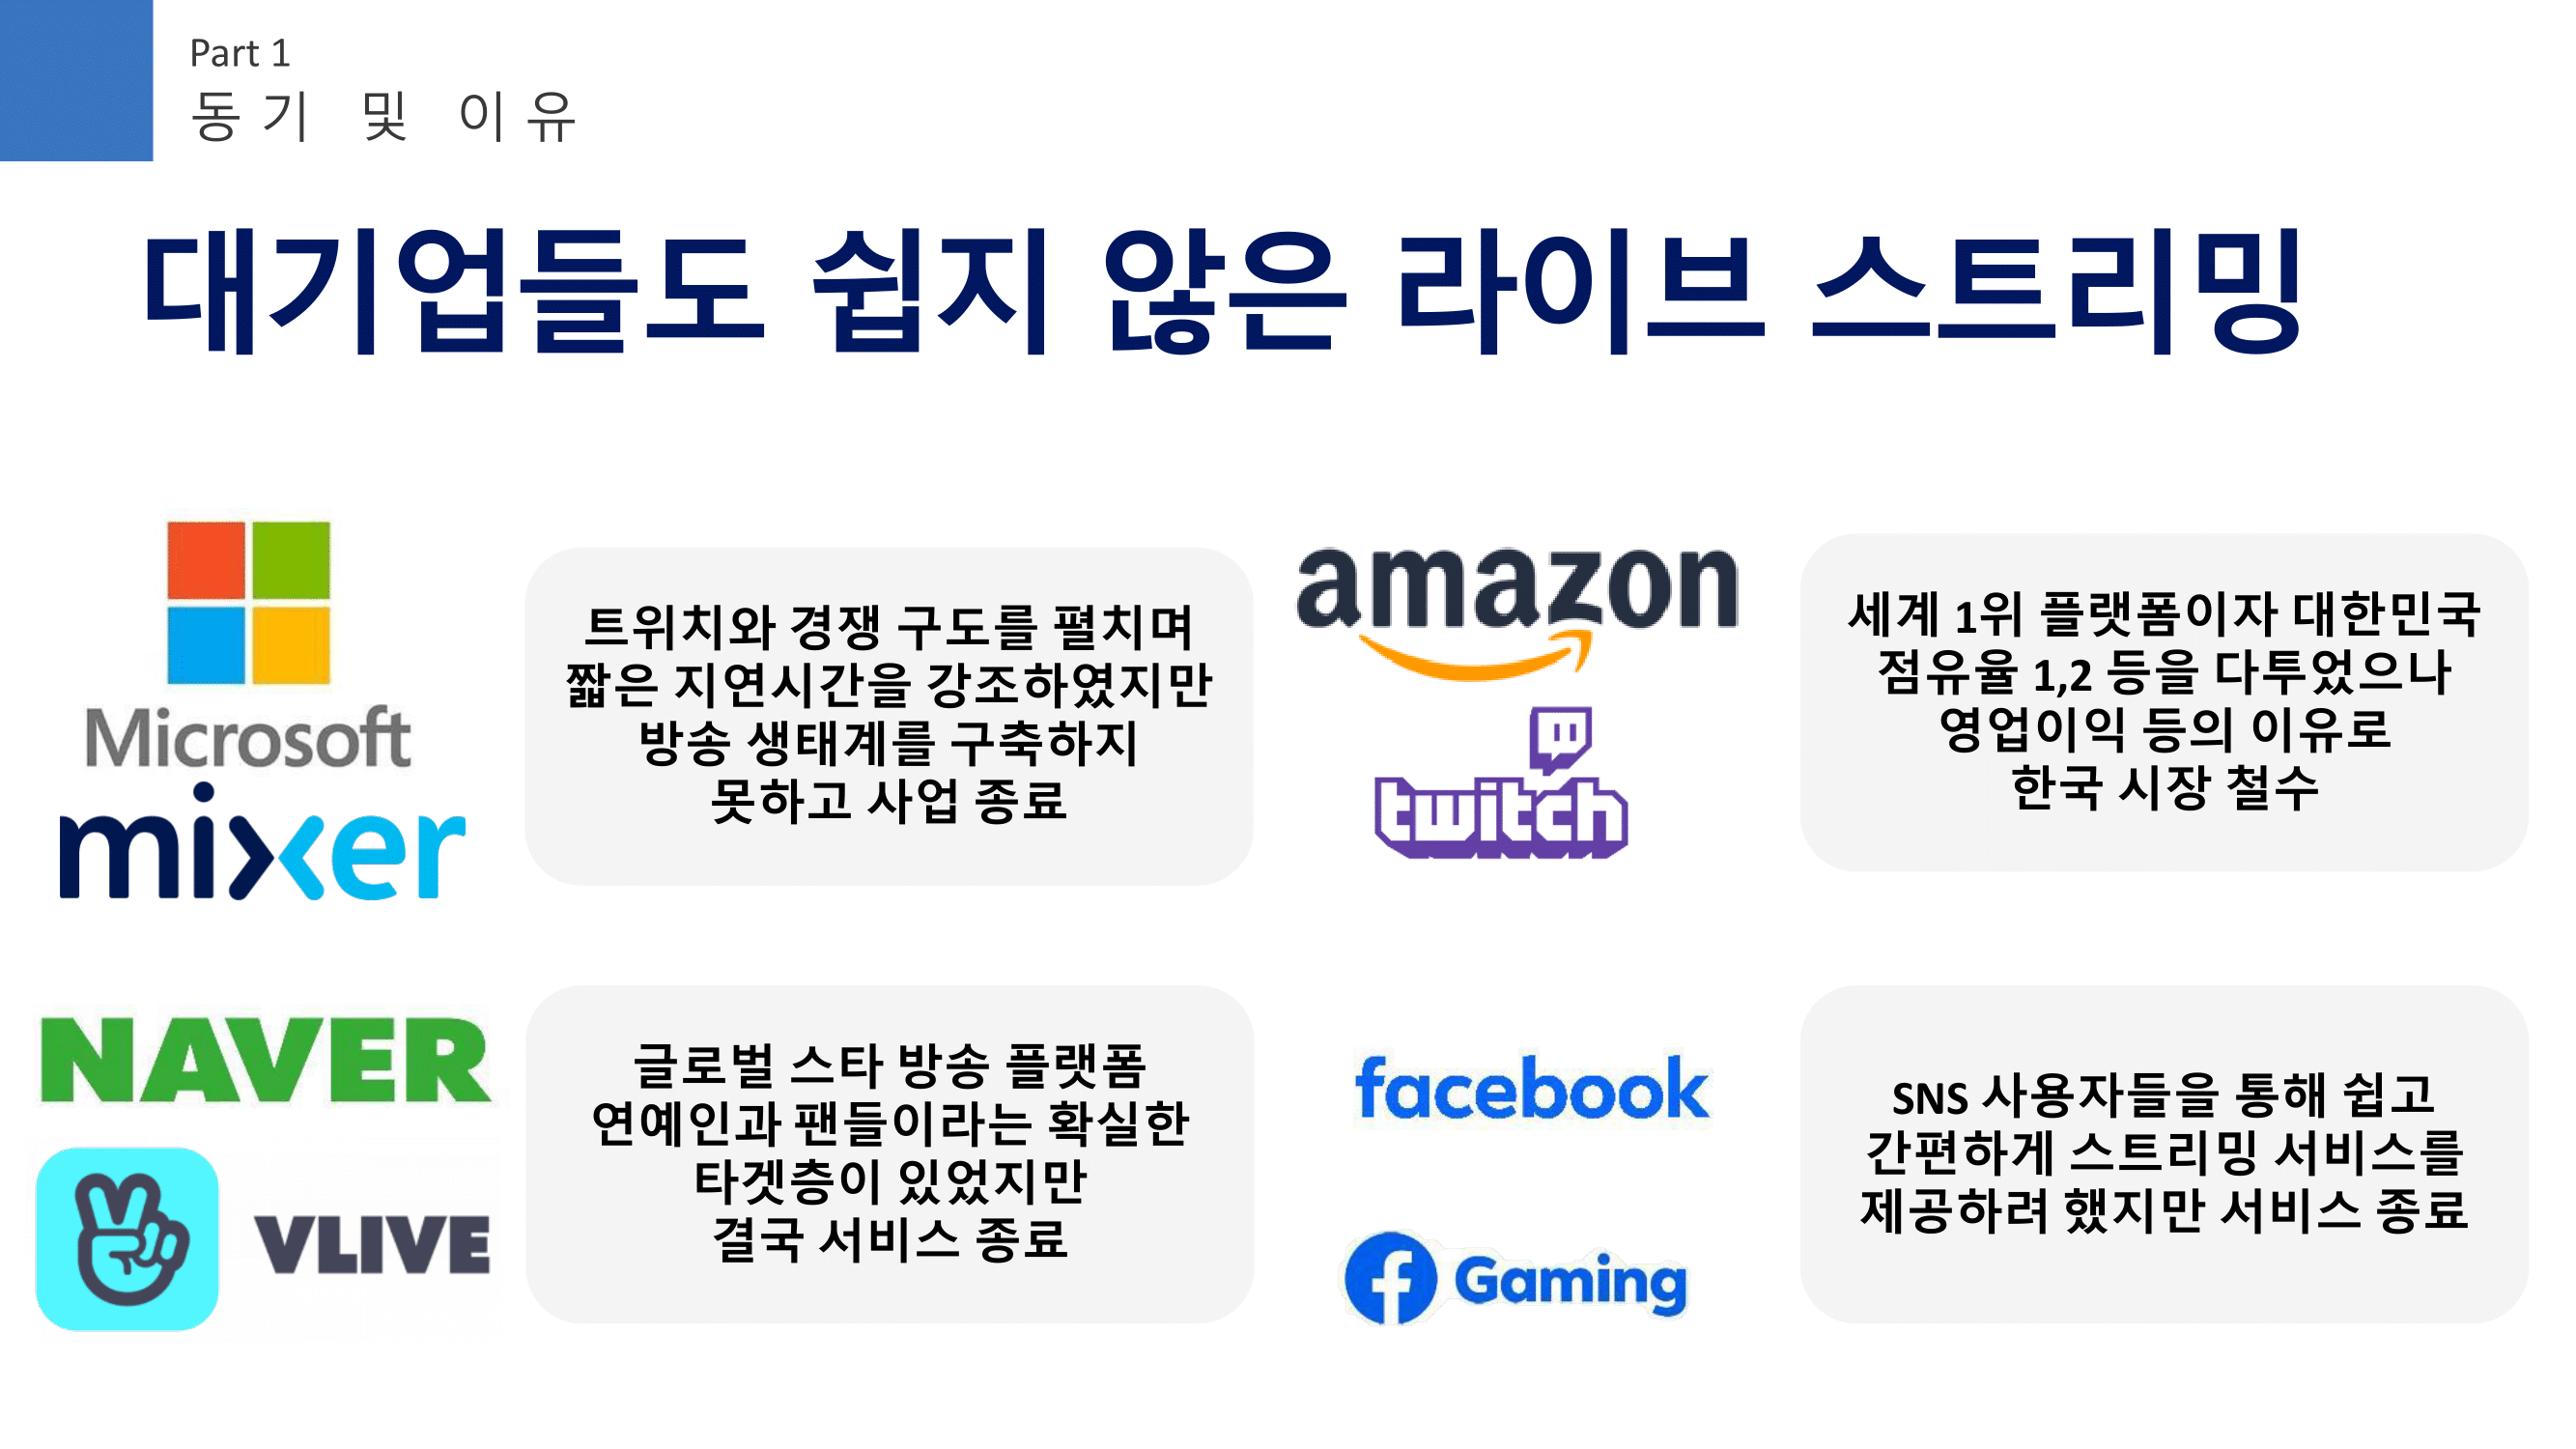 Part 1
동기 및 이유
대기업들도 쉽지 않은 라이브 스트리밍
Microsoft
mixer
트위치와 경쟁 구도를 펼치며
짧은 지연시간을 강조하였지만
방송 생태계를 구축하지
못하고 사업 종료
amazon
twitch
세계 1위 플랫폼이자 대한민국
점유율 1,2 등을 다투었으나
영업이익 등의 이유로
한국 시장 철수
NAVER
VLIVE
글로벌 스타 방송 플랫폼
연예인과 팬들이라는 확실한
타겟층이 있었지만
결국 서비스 종료
facebook
Gaming
SNS 사용자들을 통해 쉽고
간편하게 스트리밍 서비스를
제공하려 했지만 서비스 종료